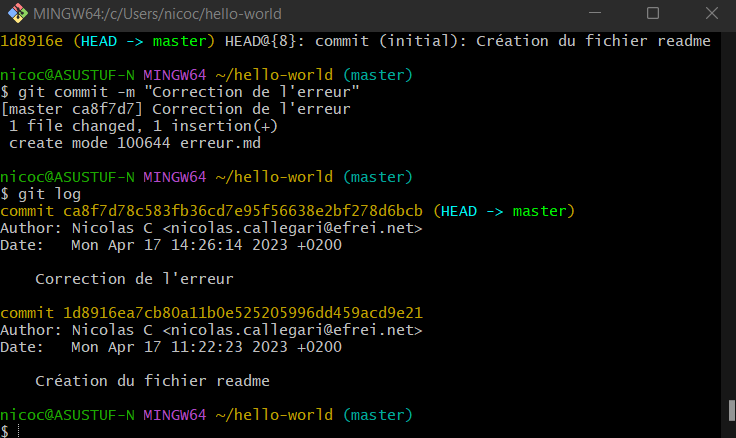 MINGW64:/c/Users/nicoc/hello-world
1d8916e (HEAD -> master) HEAD@{8}: commit (initial): Création du fichier readme
nicoc@ASUSTUF-N MINGW64 ~/hello-world (master)
$ git commit -m "Correction de l'erreur"
[master ca8f7d7] Correction de l'erreur
 1 file changed, 1 insertion(+)
 create mode 100644 erreur.md
nicoc@ASUSTUF-N MINGW64 ~/hello-world (master)
$ git log
commit ca8f7d78c583fb36cd7e95f56638e2bf278d6bcb (HEAD -> master)
Author: Nicolas C <nicolas.callegari@efrei.net>
Date:   Mon Apr 17 14:26:14 2023 +0200
    Correction de l'erreur
commit 1d8916ea7cb80a11b0e525205996dd459acd9e21
Author: Nicolas C <nicolas.callegari@efrei.net>
Date:   Mon Apr 17 11:22:23 2023 +0200
    Création du fichier readme
nicoc@ASUSTUF-N MINGW64 ~/hello-world (master)
$